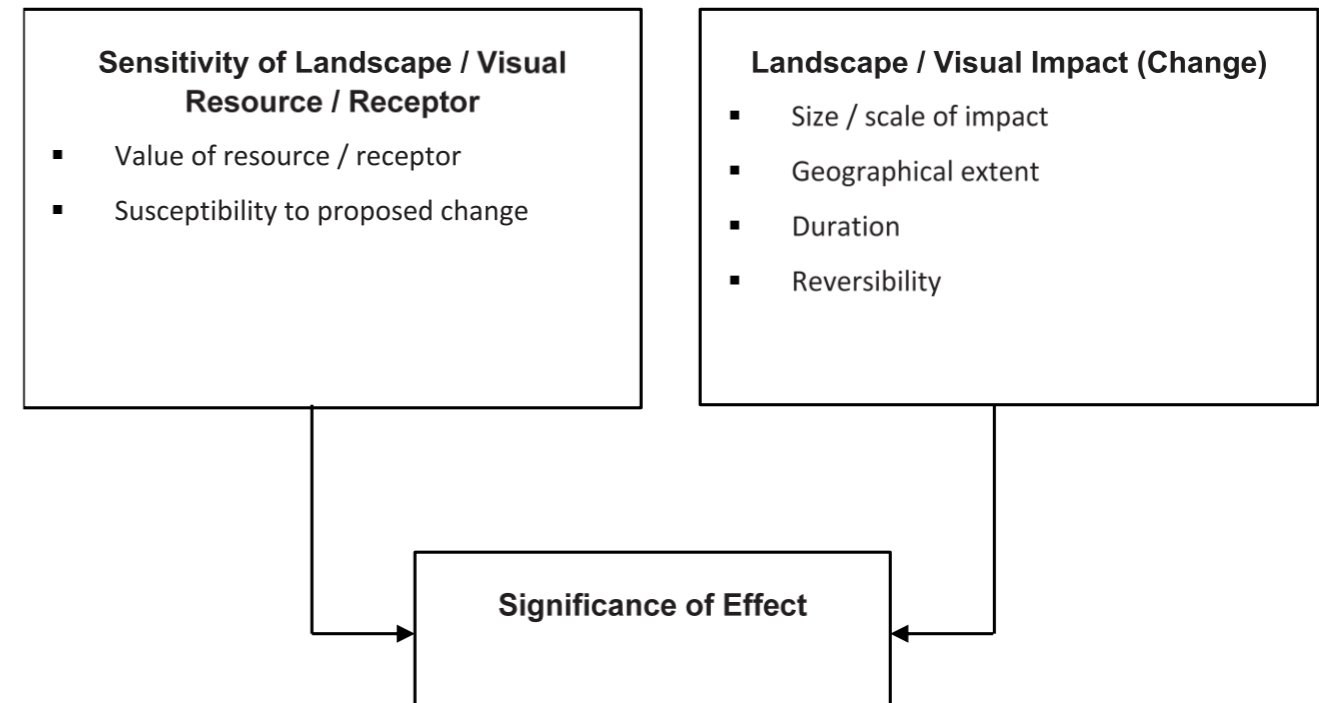 Sensitivity of Landscape / Visual
Resource / Receptor
▪ Value of resource / receptor
▪ Susceptibility to proposed change
Landscape / Visual Impact (Change)
▪ Size / scale of impact
▪ Geographical extent
▪ Duration
▪ Reversibility
Significance of Effect